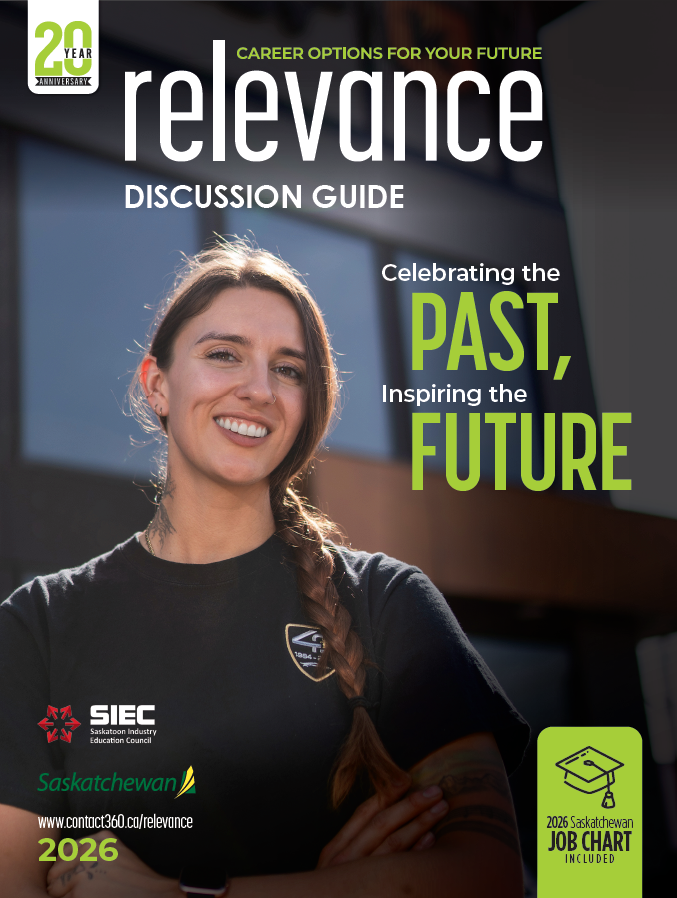 20
YEAR
ANNIVERSARY
CAREER OPTIONS FOR YOUR FUTURE
relevance
DISCUSSION GUIDE
Celebrating the
PAST,
Inspiring the
FUTURE
SIEC
Saskatoon Industry
Education Council
Saskatchewan
www.contact360.ca/relevance
2026
2026 Saskatchewan
JOB CHART
INCLUDED